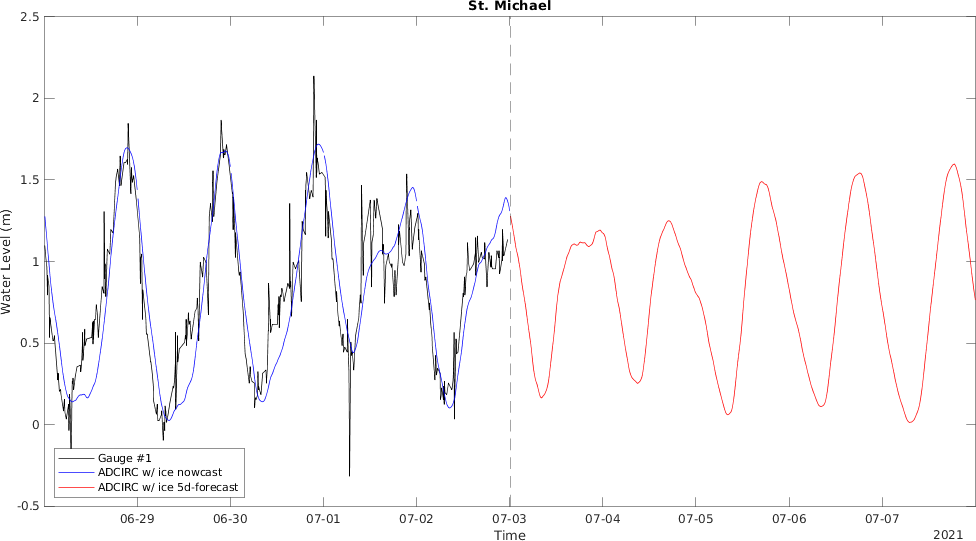 St. Michael
2.5
2
1.5
1
0.5
0
-0.5
Water Level (m)
Gauge #1
ADCIRC w/ ice nowcast
ADCIRC w/ ice 5d-forecast
06-29 06-30 07-01 07-02 07-03 07-04 07-05 07-06 07-07
Time
2021